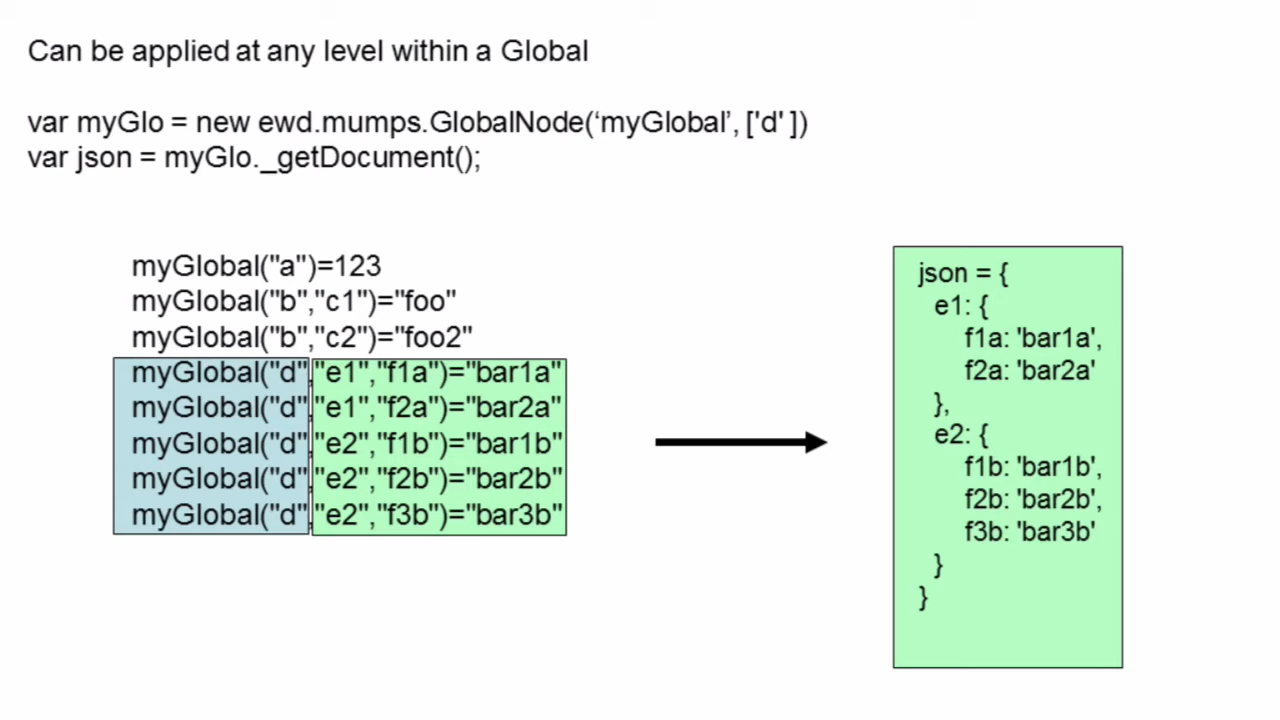 Can be applied at any level within a Global
var myGlo = new ewd.mumps.GlobalNode(‘myGlobal’, ['d' ])
var json = myGlo._getDocument();
myGlobal("a")=123
myGlobal("b","c1")="foo"
myGlobal("b","c2")="foo2"
myGlobal("d","e1","f1a")="bar1a"
myGlobal("d","e1","f2a")="bar2a"
myGlobal("d","e2","f1b")="bar1b"
myGlobal("d","e2","f2b")="bar2b"
myGlobal("d","e2","f3b")="bar3b"
json = {
e1: {
f1a: 'bar1a',
f2a: 'bar2a'
},
e2: {
f1b: 'bar1b',
f2b: 'bar2b',
f3b: 'bar3b'
}
}